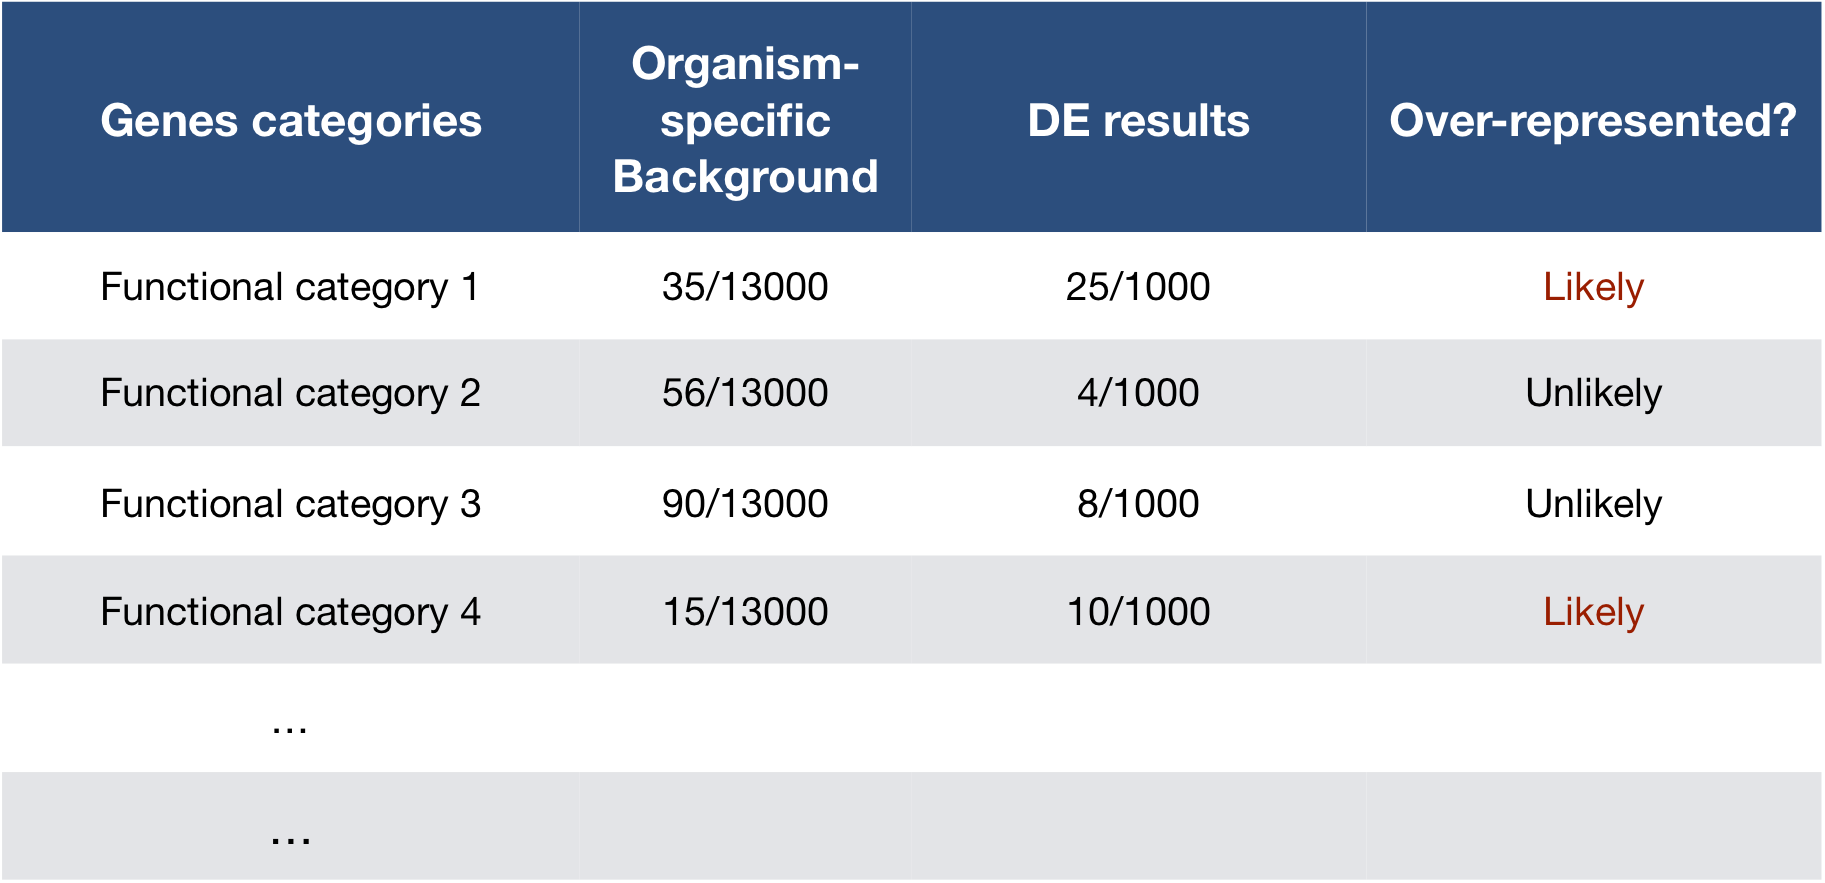 Genes categories
Organism-
specific
Background
DE results
Over-represented?
Functional category 1 35/13000 25/1000 Likely
Functional category 2 56/13000 4/1000 Unlikely
Functional category 3 90/13000 8/1000 Unlikely
Functional category 4 15/13000 10/1000 Likely
...
...